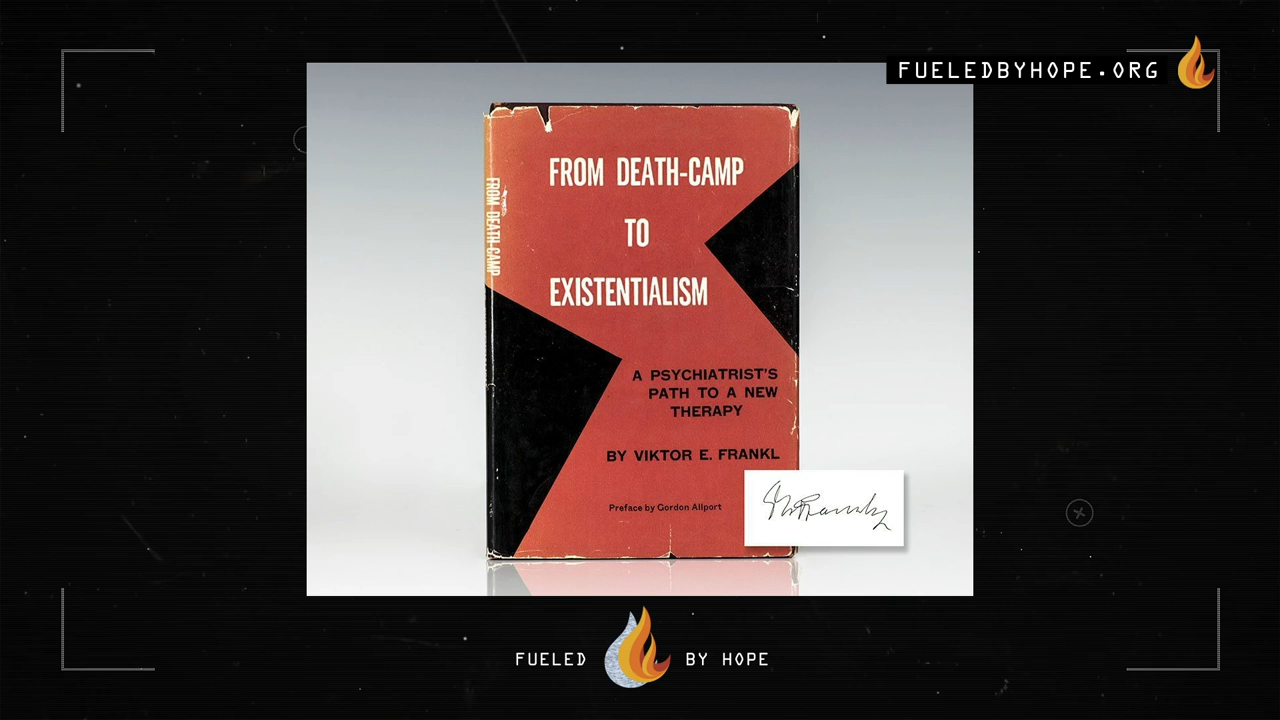 FUELEDBYHOPE.ORG
FROM DEATH-CAMP
TO
EXISTENTIALISM
FROM DEATH-CAMP
A PSYCHIATRIST'S
PATH TO A NEW
THERAPY
BY VIKTOR E. FRANKL
Preface by Gordon Allport
FUELED BY HOPE